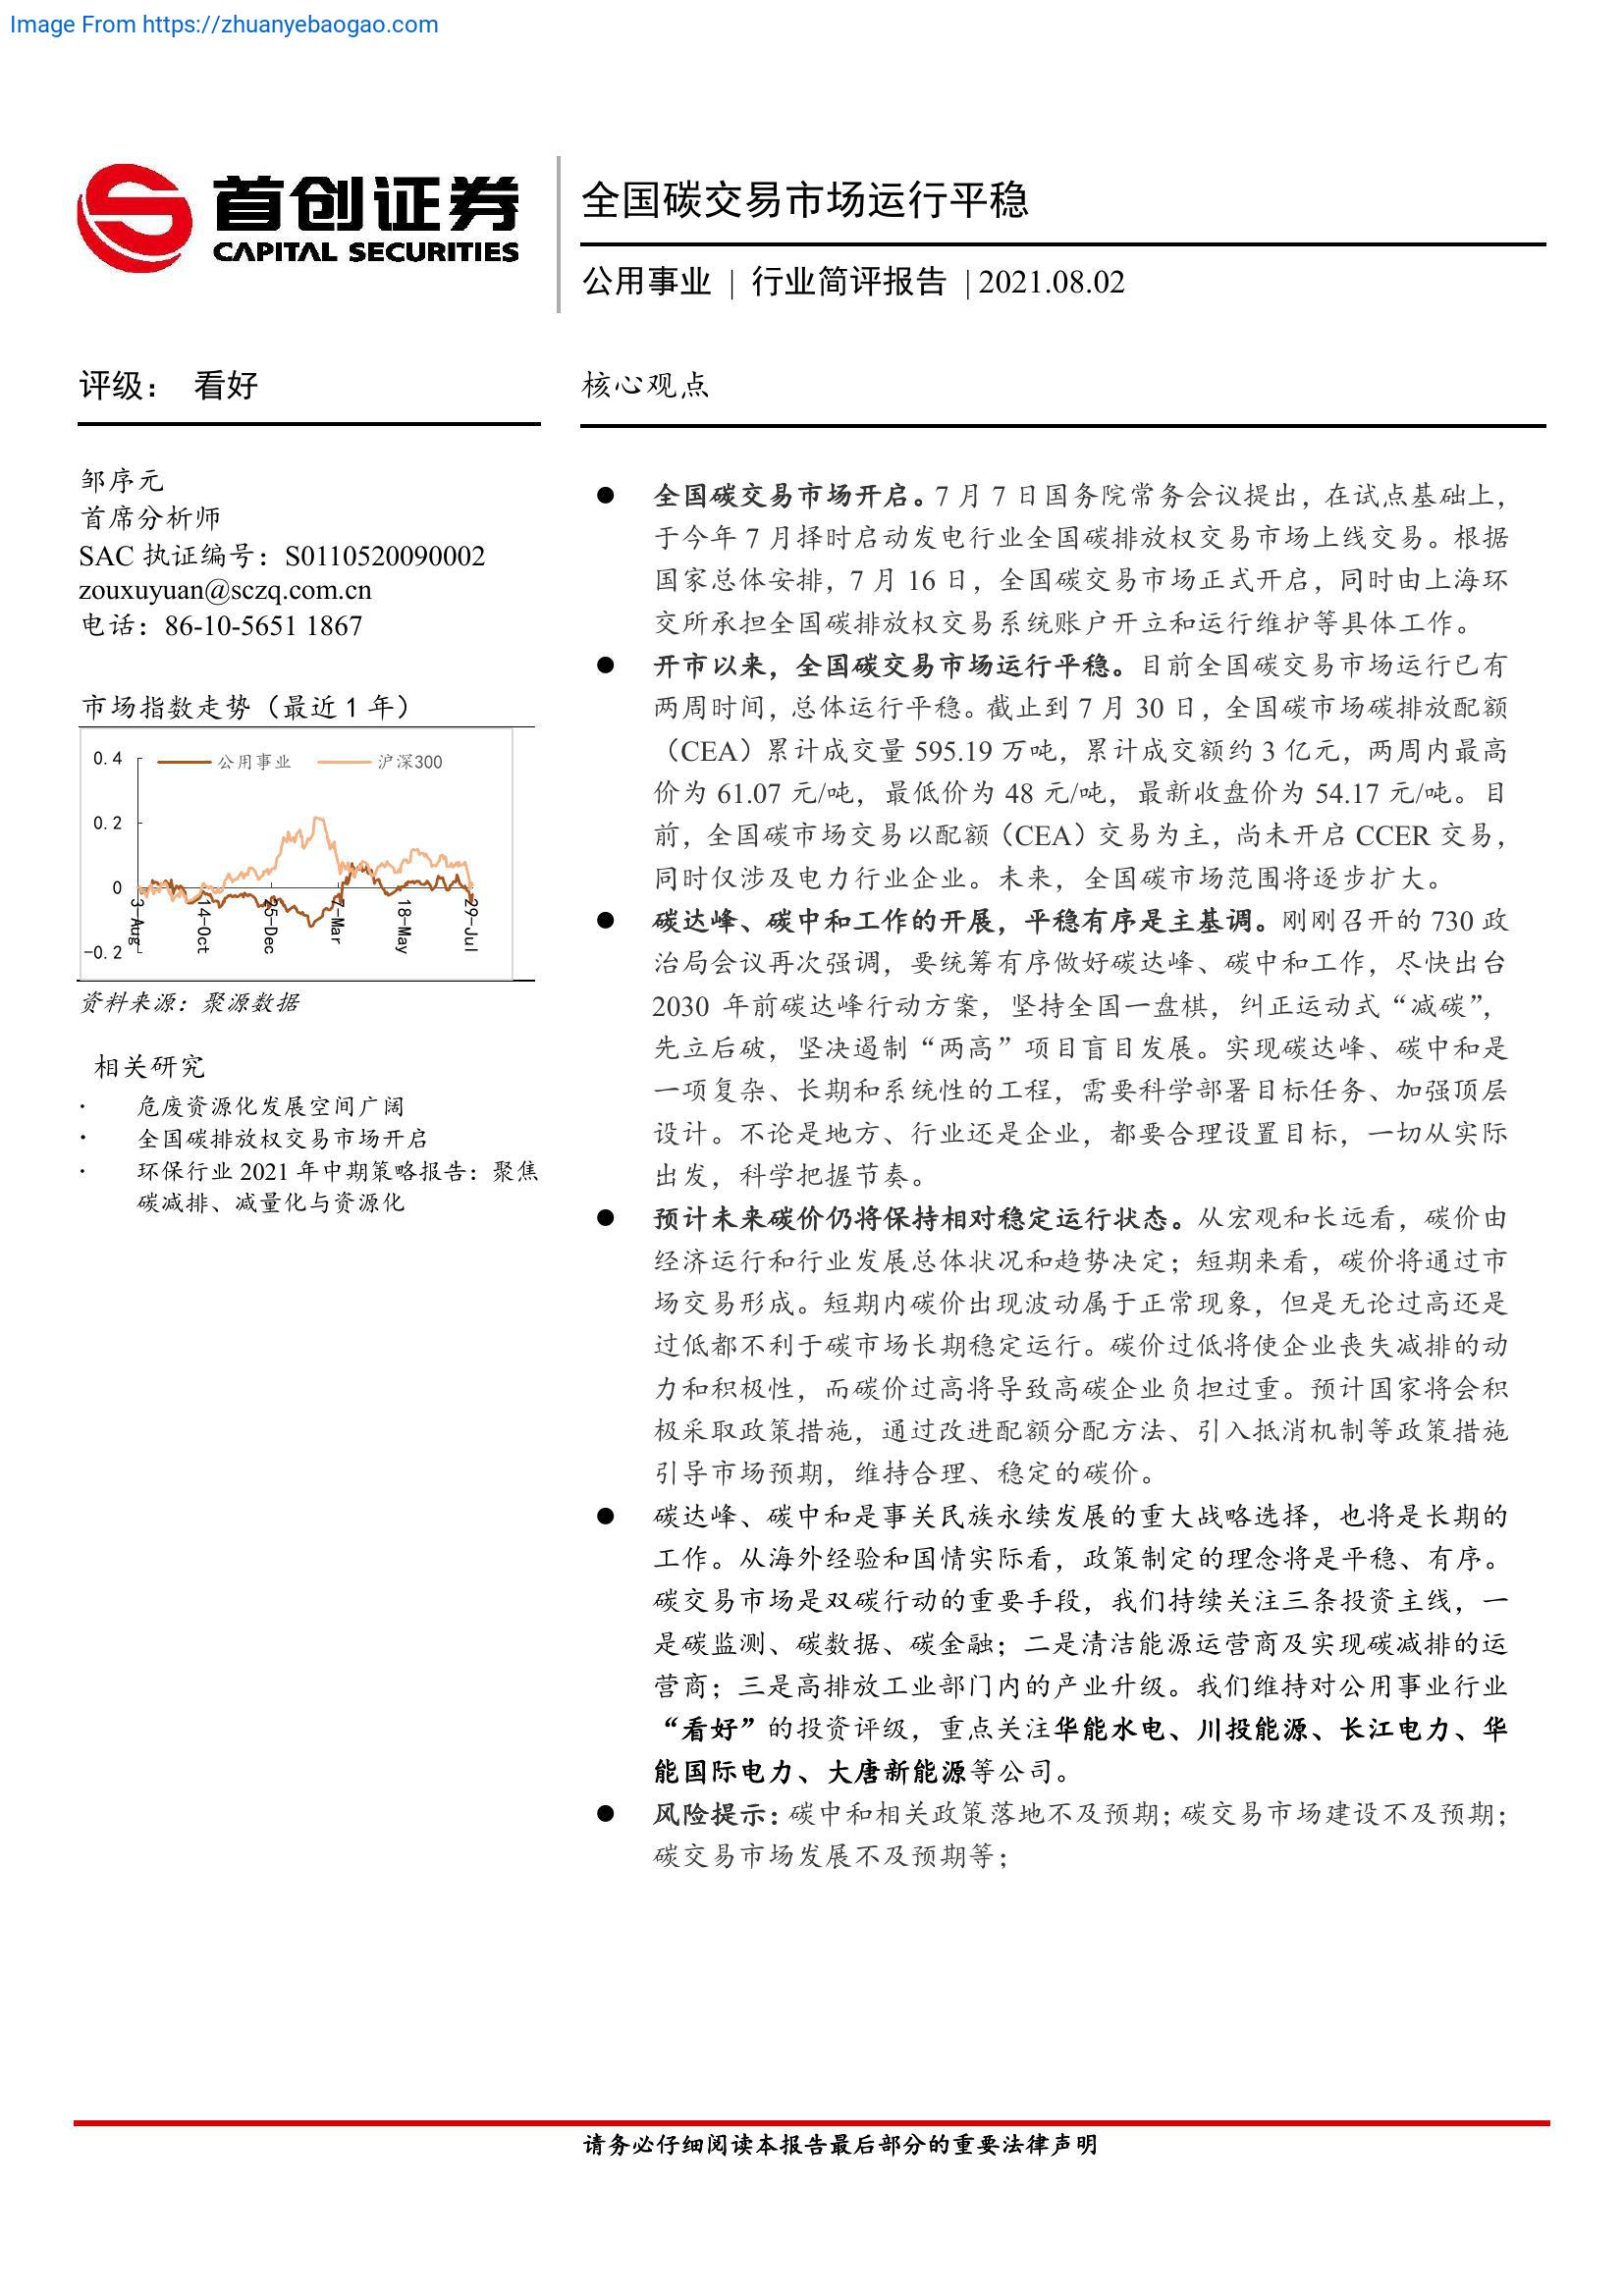 Image From https://zhuanyebaogao.com
首创证券
CAPITAL SECURITIES
全国碳交易市场运行平稳
公用事业 | 行业简评报告 | 2021.08.02
评级： 看好
邹序元
首席分析师
SAC 执证编号：S0110520090002
zouxuyuan@sczq.com.cn
电话：86-10-5651 1867
市场指数走势（最近 1 年）
公用事业 沪深300
0.4
0.2
0
-0.2
3-Aug 14-Oct 25-Dec 7-Mar 18-May 29-Jul
资料来源：聚源数据
相关研究
· 危废资源化发展空间广阔
· 全国碳排放权交易市场开启
· 环保行业 2021 年中期策略报告：聚焦
碳减排、减量化与资源化
核心观点
● 全国碳交易市场开启。7 月 7 日国务院常务会议提出，在试点基础上，
于今年 7 月择时启动发电行业全国碳排放权交易市场上线交易。根据
国家总体安排，7 月 16 日，全国碳交易市场正式开启，同时由上海环
交所承担全国碳排放权交易系统账户开立和运行维护等具体工作。
● 开市以来，全国碳交易市场运行平稳。目前全国碳交易市场运行已有
两周时间，总体运行平稳。截止到 7 月 30 日，全国碳市场碳排放配额
（CEA）累计成交量 595.19 万吨，累计成交额约 3 亿元，两周内最高
价为 61.07 元/吨，最低价为 48 元/吨，最新收盘价为 54.17 元/吨。目
前，全国碳市场交易以配额（CEA）交易为主，尚未开启 CCER 交易，
同时仅涉及电力行业企业。未来，全国碳市场范围将逐步扩大。
● 碳达峰、碳中和工作的开展，平稳有序是主基调。刚刚召开的 730 政
治局会议再次强调，要统筹有序做好碳达峰、碳中和工作，尽快出台
2030 年前碳达峰行动方案，坚持全国一盘棋，纠正运动式“减碳”，
先立后破，坚决遏制“两高”项目盲目发展。实现碳达峰、碳中和是
一项复杂、长期和系统性的工程，需要科学部署目标任务、加强顶层
设计。不论是地方、行业还是企业，都要合理设置目标，一切从实际
出发，科学把握节奏。
● 预计未来碳价仍将保持相对稳定运行状态。从宏观和长远看，碳价由
经济运行和行业发展总体状况和趋势决定；短期来看，碳价将通过市
场交易形成。短期内碳价出现波动属于正常现象，但是无论过高还是
过低都不利于碳市场长期稳定运行。碳价过低将使企业丧失减排的动
力和积极性，而碳价过高将导致高碳企业负担过重。预计国家将会积
极采取政策措施，通过改进配额分配方法、引入抵消机制等政策措施
引导市场预期，维持合理、稳定的碳价。
● 碳达峰、碳中和是事关民族永续发展的重大战略选择，也将是长期的
工作。从海外经验和国情实际看，政策制定的理念将是平稳、有序。
碳交易市场是双碳行动的重要手段，我们持续关注三条投资主线，一
是碳监测、碳数据、碳金融；二是清洁能源运营商及实现碳减排的运
营商；三是高排放工业部门内的产业升级。我们维持对公用事业行业
“看好”的投资评级，重点关注华能水电、川投能源、长江电力、华
能国际电力、大唐新能源等公司。
● 风险提示：碳中和相关政策落地不及预期；碳交易市场建设不及预期；
碳交易市场发展不及预期等；
请务必仔细阅读本报告最后部分的重要法律声明